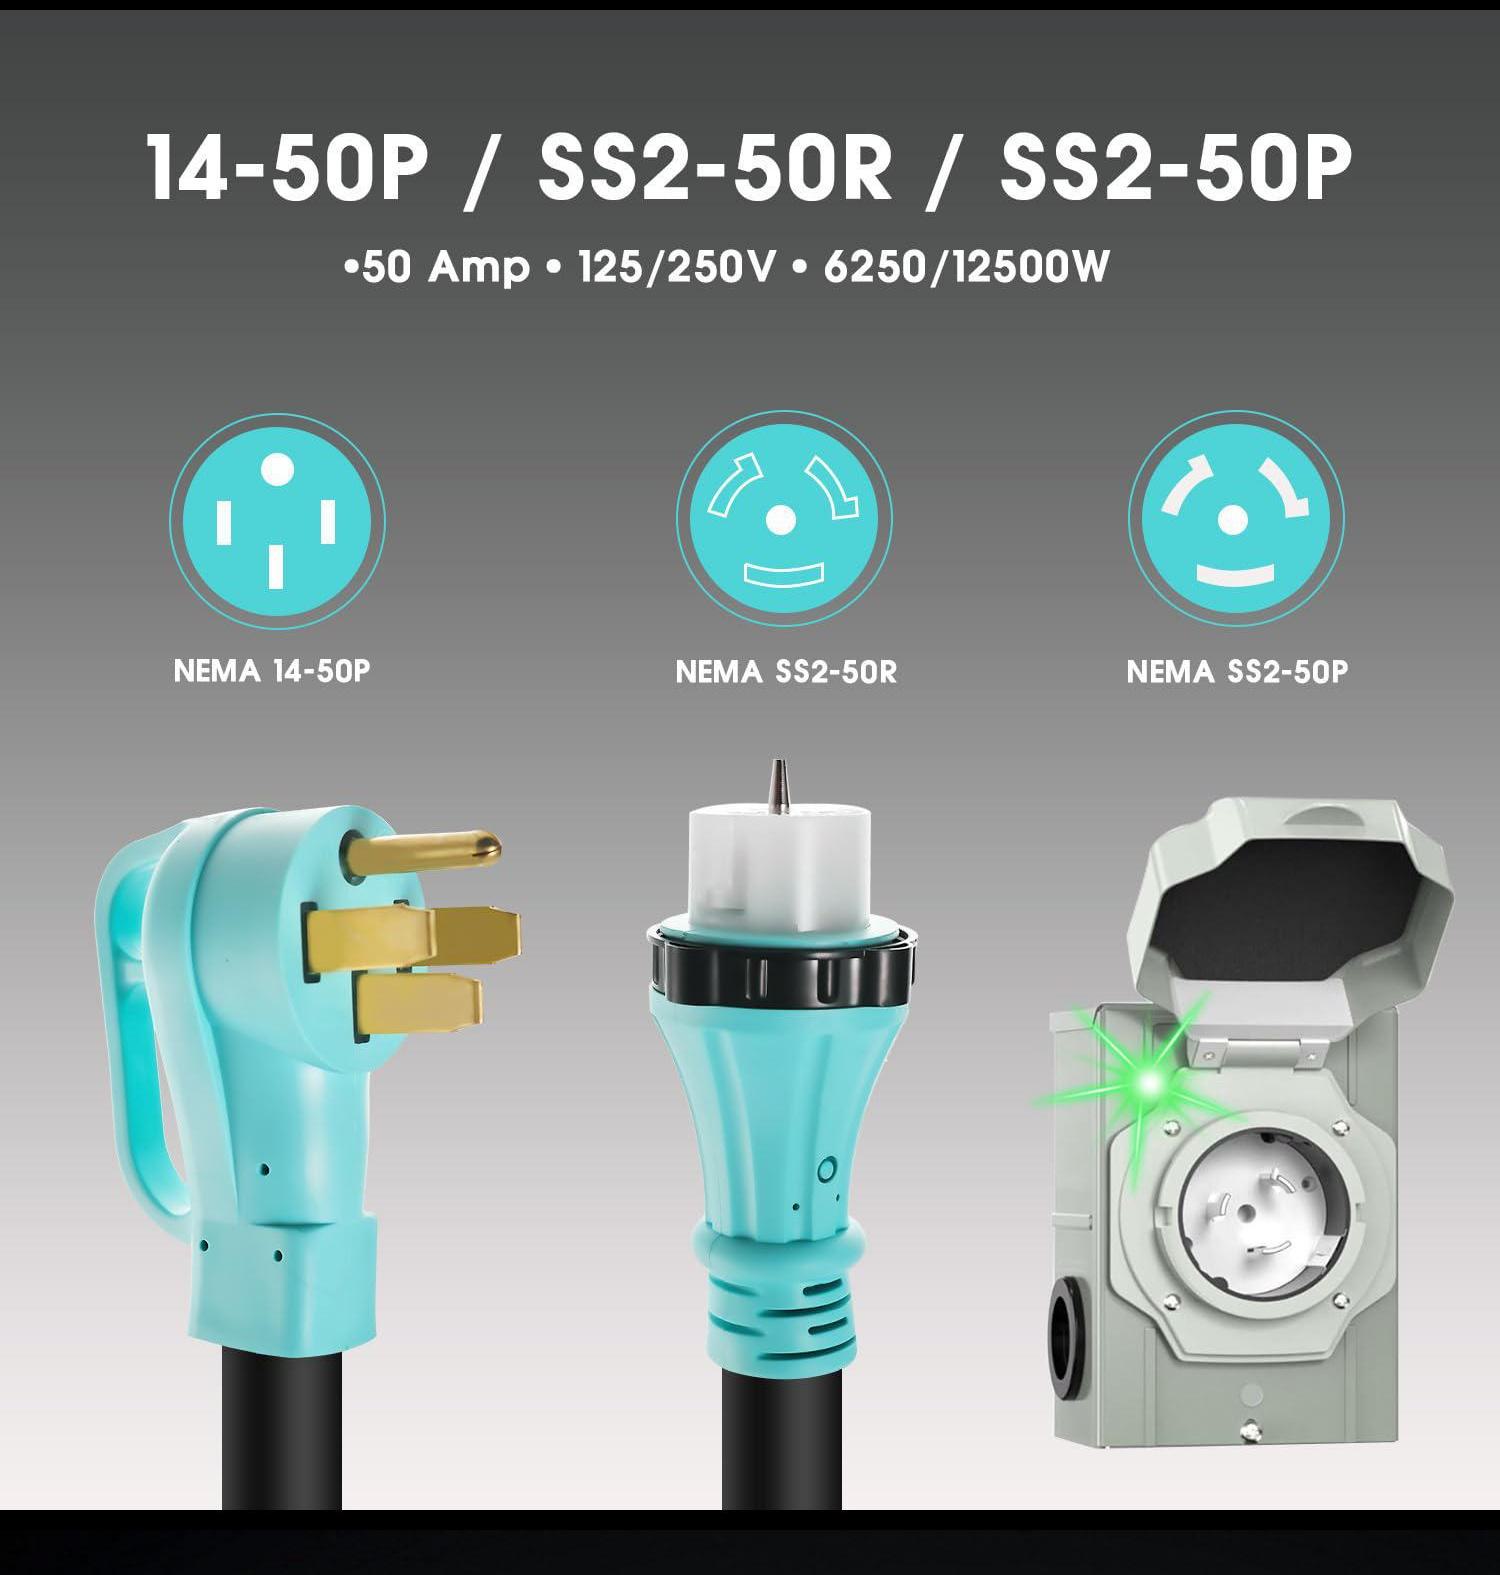 14-50P / SS2-50R / SS2-50P
•50 Amp • 125/250V • 6250/12500W
NEMA 14-50P
NEMA SS2-50R
NEMA SS2-50P